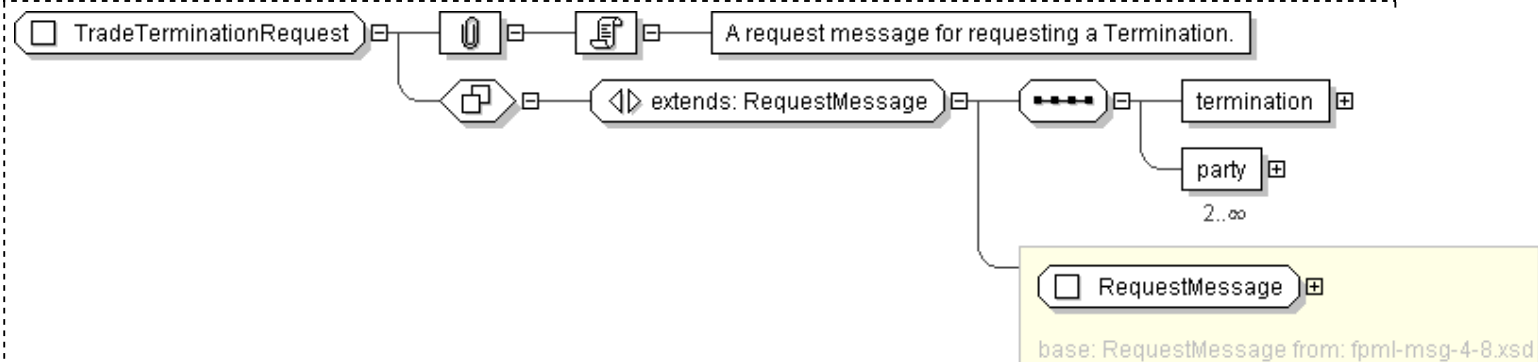 TradeTerminationRequest
A request message for requesting a Termination.
extends: RequestMessage
termination
party
2..∞
RequestMessage
base: RequestMessage from: fpml-msg-4-8.xsd